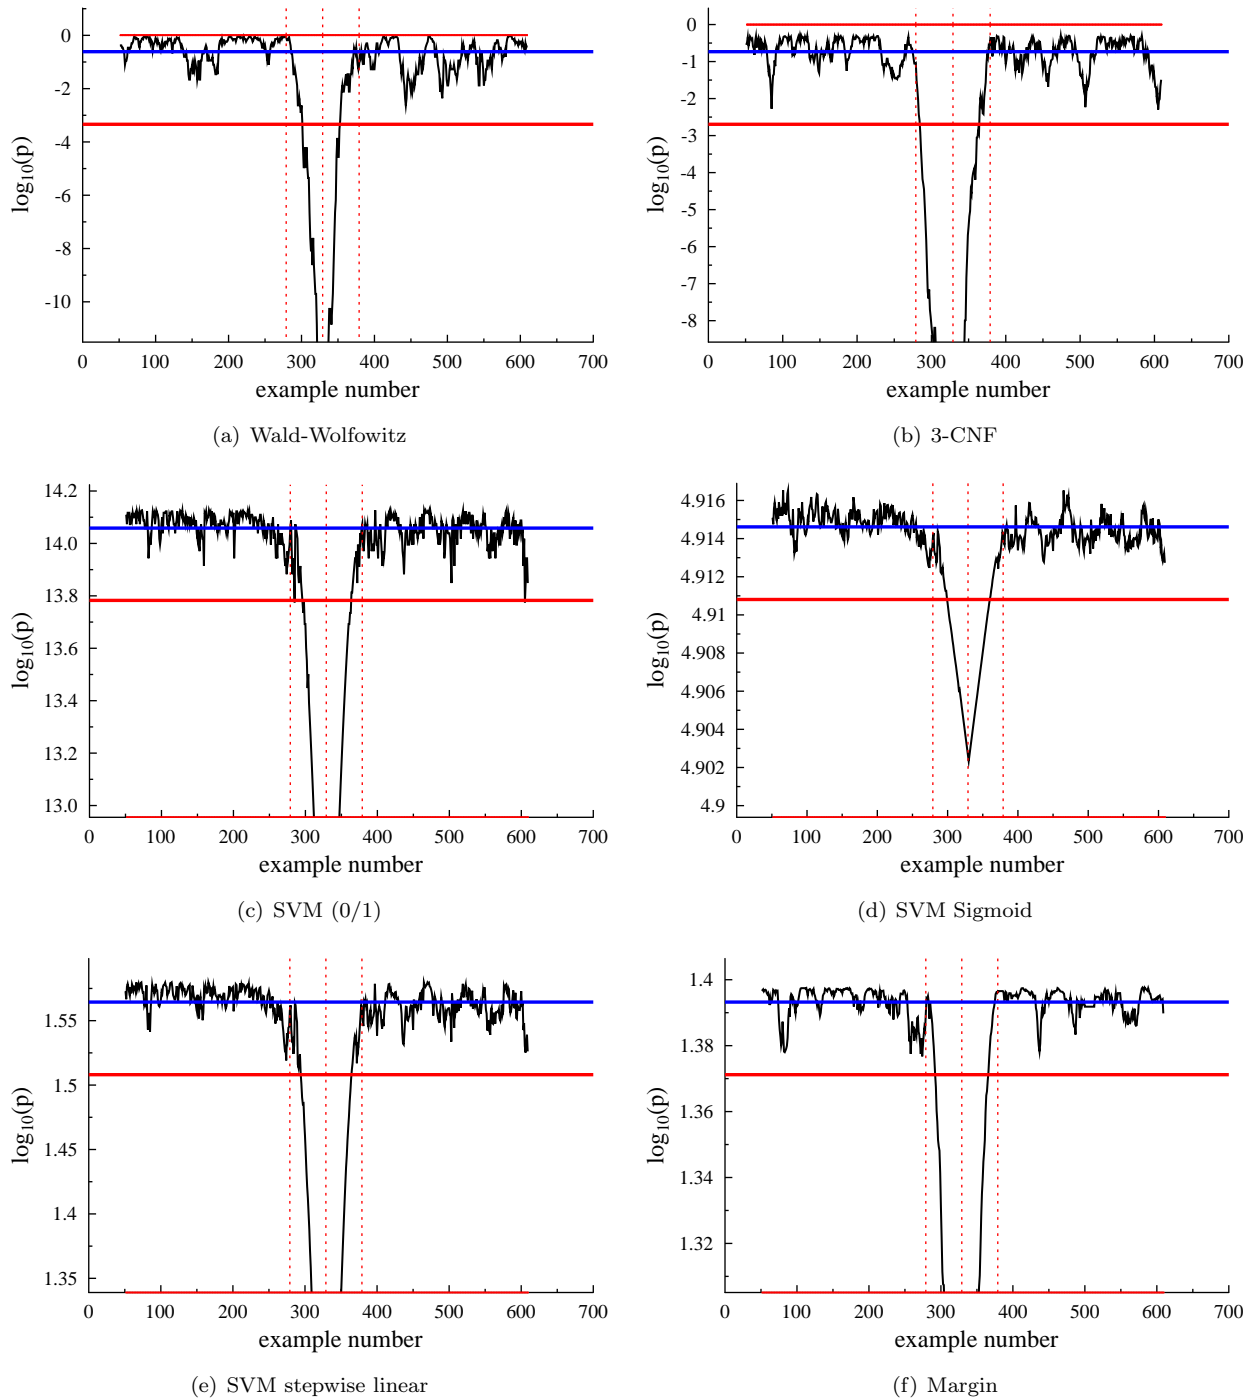 0
-2
-4
-6
-8
-10
log10(p)
0 100 200 300 400 500 600 700
example number
(a) Wald-Wolfowitz
0
-1
-2
-3
-4
-5
-6
-7
-8
log10(p)
0 100 200 300 400 500 600 700
example number
(b) 3-CNF
14.2
14.0
13.8
13.6
13.4
13.2
13.0
log10(p)
0 100 200 300 400 500 600 700
example number
(c) SVM (0/1)
4.916
4.914
4.912
4.91
4.908
4.906
4.904
4.902
4.9
log10(p)
0 100 200 300 400 500 600 700
example number
(d) SVM Sigmoid
1.55
1.5
1.45
1.4
1.35
log10(p)
0 100 200 300 400 500 600 700
example number
(e) SVM stepwise linear
1.4
1.38
1.36
1.34
1.32
log10(p)
0 100 200 300 400 500 600 700
example number
(f) Margin